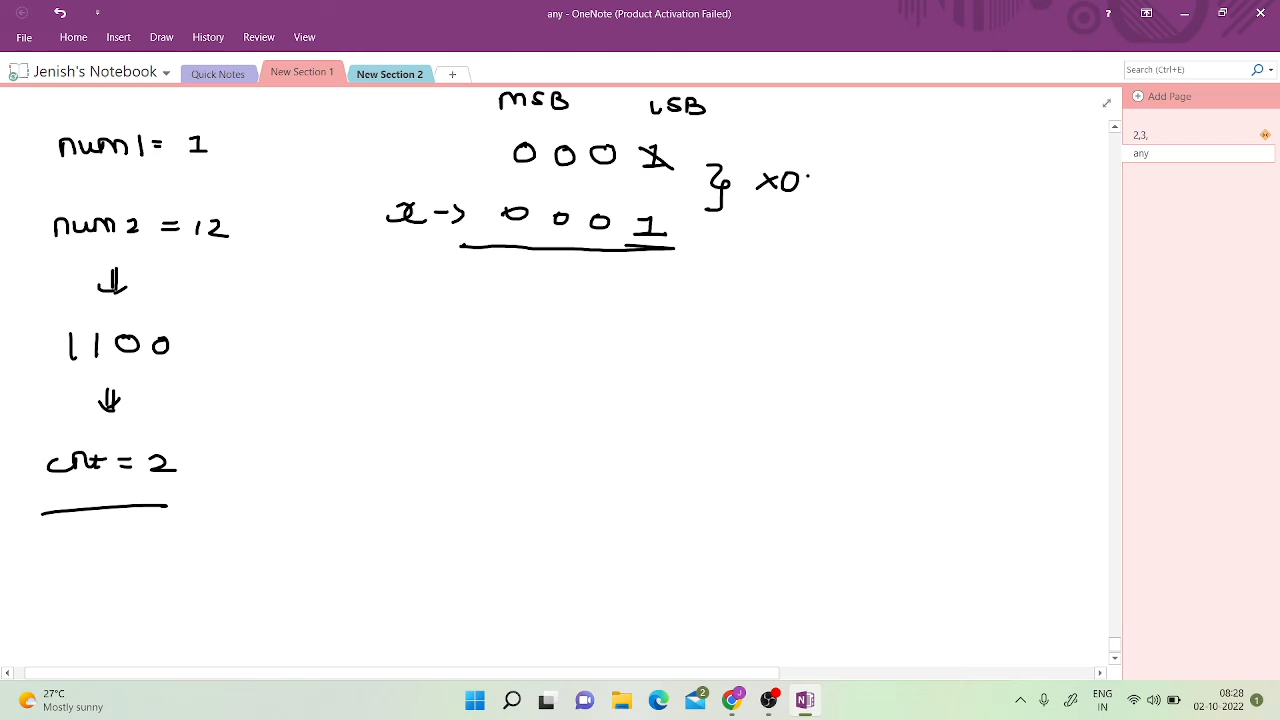 any - OneNote (Product Activation Failed)
File Home Insert Draw History Review View
Jenish's Notebook Quick Notes New Section 1 New Section 2 + Search (Ctrl+E)
Add Page
2,3,
any
MSB LSB
num1 = 1
0 0 0 1
} x0
num2 = 12
x → 0 0 0 1
1100
cnt = 2
27°C
Mostly sunny
2
ENG
IN
08:28
02-10-2022
1